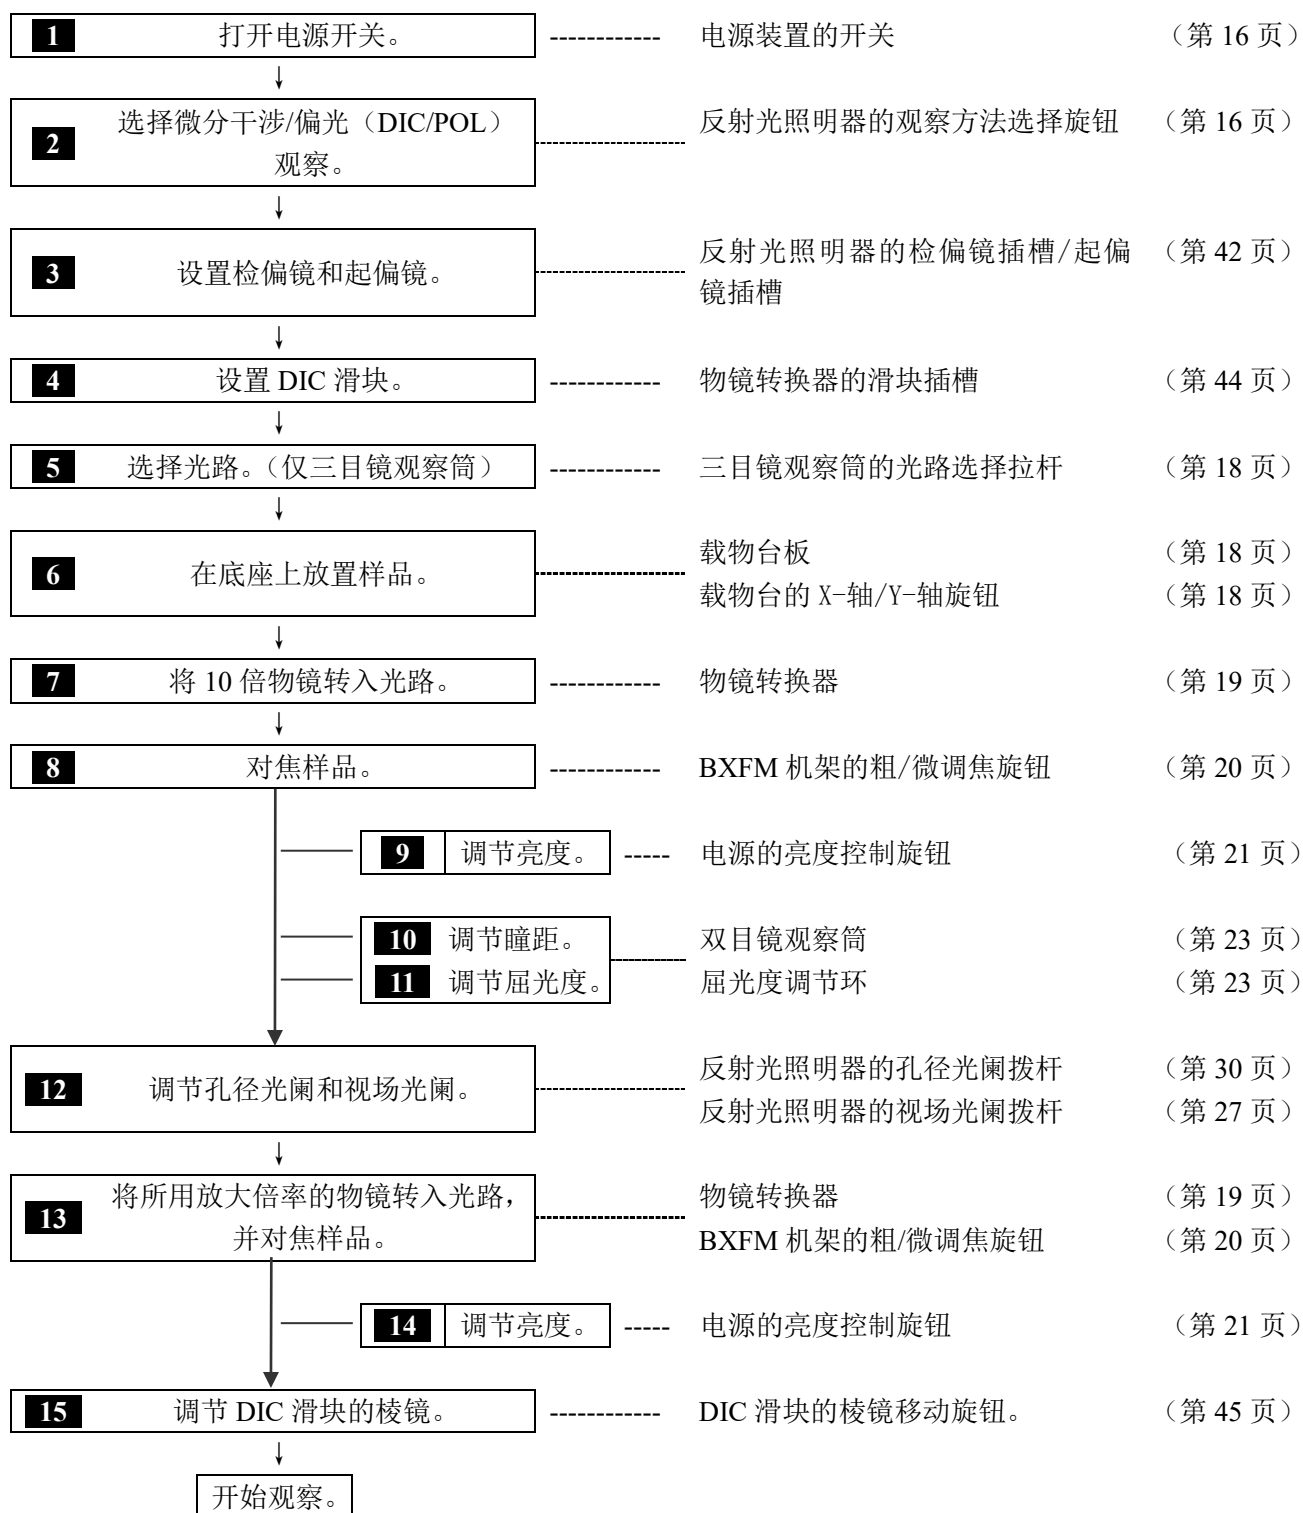 1 打开电源开关。 ------------ 电源装置的开关 （第 16 页）
↓
2 选择微分干涉/偏光（DIC/POL）
观察。
反射光照明器的观察方法选择旋钮 （第 16 页）
↓
3 设置检偏镜和起偏镜。
反射光照明器的检偏镜插槽/起偏 （第 42 页）
镜插槽
↓
4 设置 DIC 滑块。 ------------ 物镜转换器的滑块插槽 （第 44 页）
↓
5 选择光路。（仅三目镜观察筒） ------------ 三目镜观察筒的光路选择拉杆 （第 18 页）
↓
6 在底座上放置样品。
载物台板 （第 18 页）
载物台的 X-轴/Y-轴旋钮 （第 18 页）
↓
7 将 10 倍物镜转入光路。 ------------ 物镜转换器 （第 19 页）
↓
8 对焦样品。 ------------ BXFM 机架的粗/微调焦旋钮 （第 20 页）
9 调节亮度。 ----- 电源的亮度控制旋钮 （第 21 页）
10 调节瞳距。 双目镜观察筒 （第 23 页）
11 调节屈光度。 屈光度调节环 （第 23 页）
12 调节孔径光阑和视场光阑。
反射光照明器的孔径光阑拨杆 （第 30 页）
反射光照明器的视场光阑拨杆 （第 27 页）
↓
13 将所用放大倍率的物镜转入光路，
并对焦样品。
物镜转换器 （第 19 页）
BXFM 机架的粗/微调焦旋钮 （第 20 页）
14 调节亮度。 ----- 电源的亮度控制旋钮 （第 21 页）
15 调节 DIC 滑块的棱镜。 ------------ DIC 滑块的棱镜移动旋钮。 （第 45 页）
↓
开始观察。